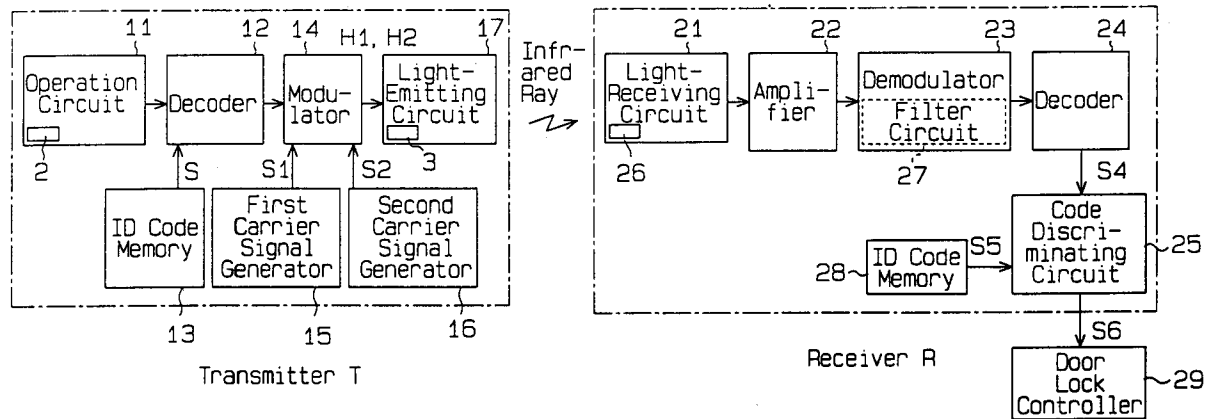 11
12
14
H1, H2
17
Operation
Circuit
2
Decoder
Modu-
lator
Light-
Emitting
Circuit
3
S
S1
S2
ID Code
Memory
First
Carrier
Signal
Generator
Second
Carrier
Signal
Generator
13
15
16
Transmitter T
Infr-
ared
Ray
21
22
23
24
Light-
Receiving
Circuit
26
Ampli-
fier
Demodulator
Filter
Circuit
27
Decoder
S4
28
ID Code
Memory
S5
Code
Discri-
minating
Circuit
25
S6
Receiver R
Door
Lock
Controller
29